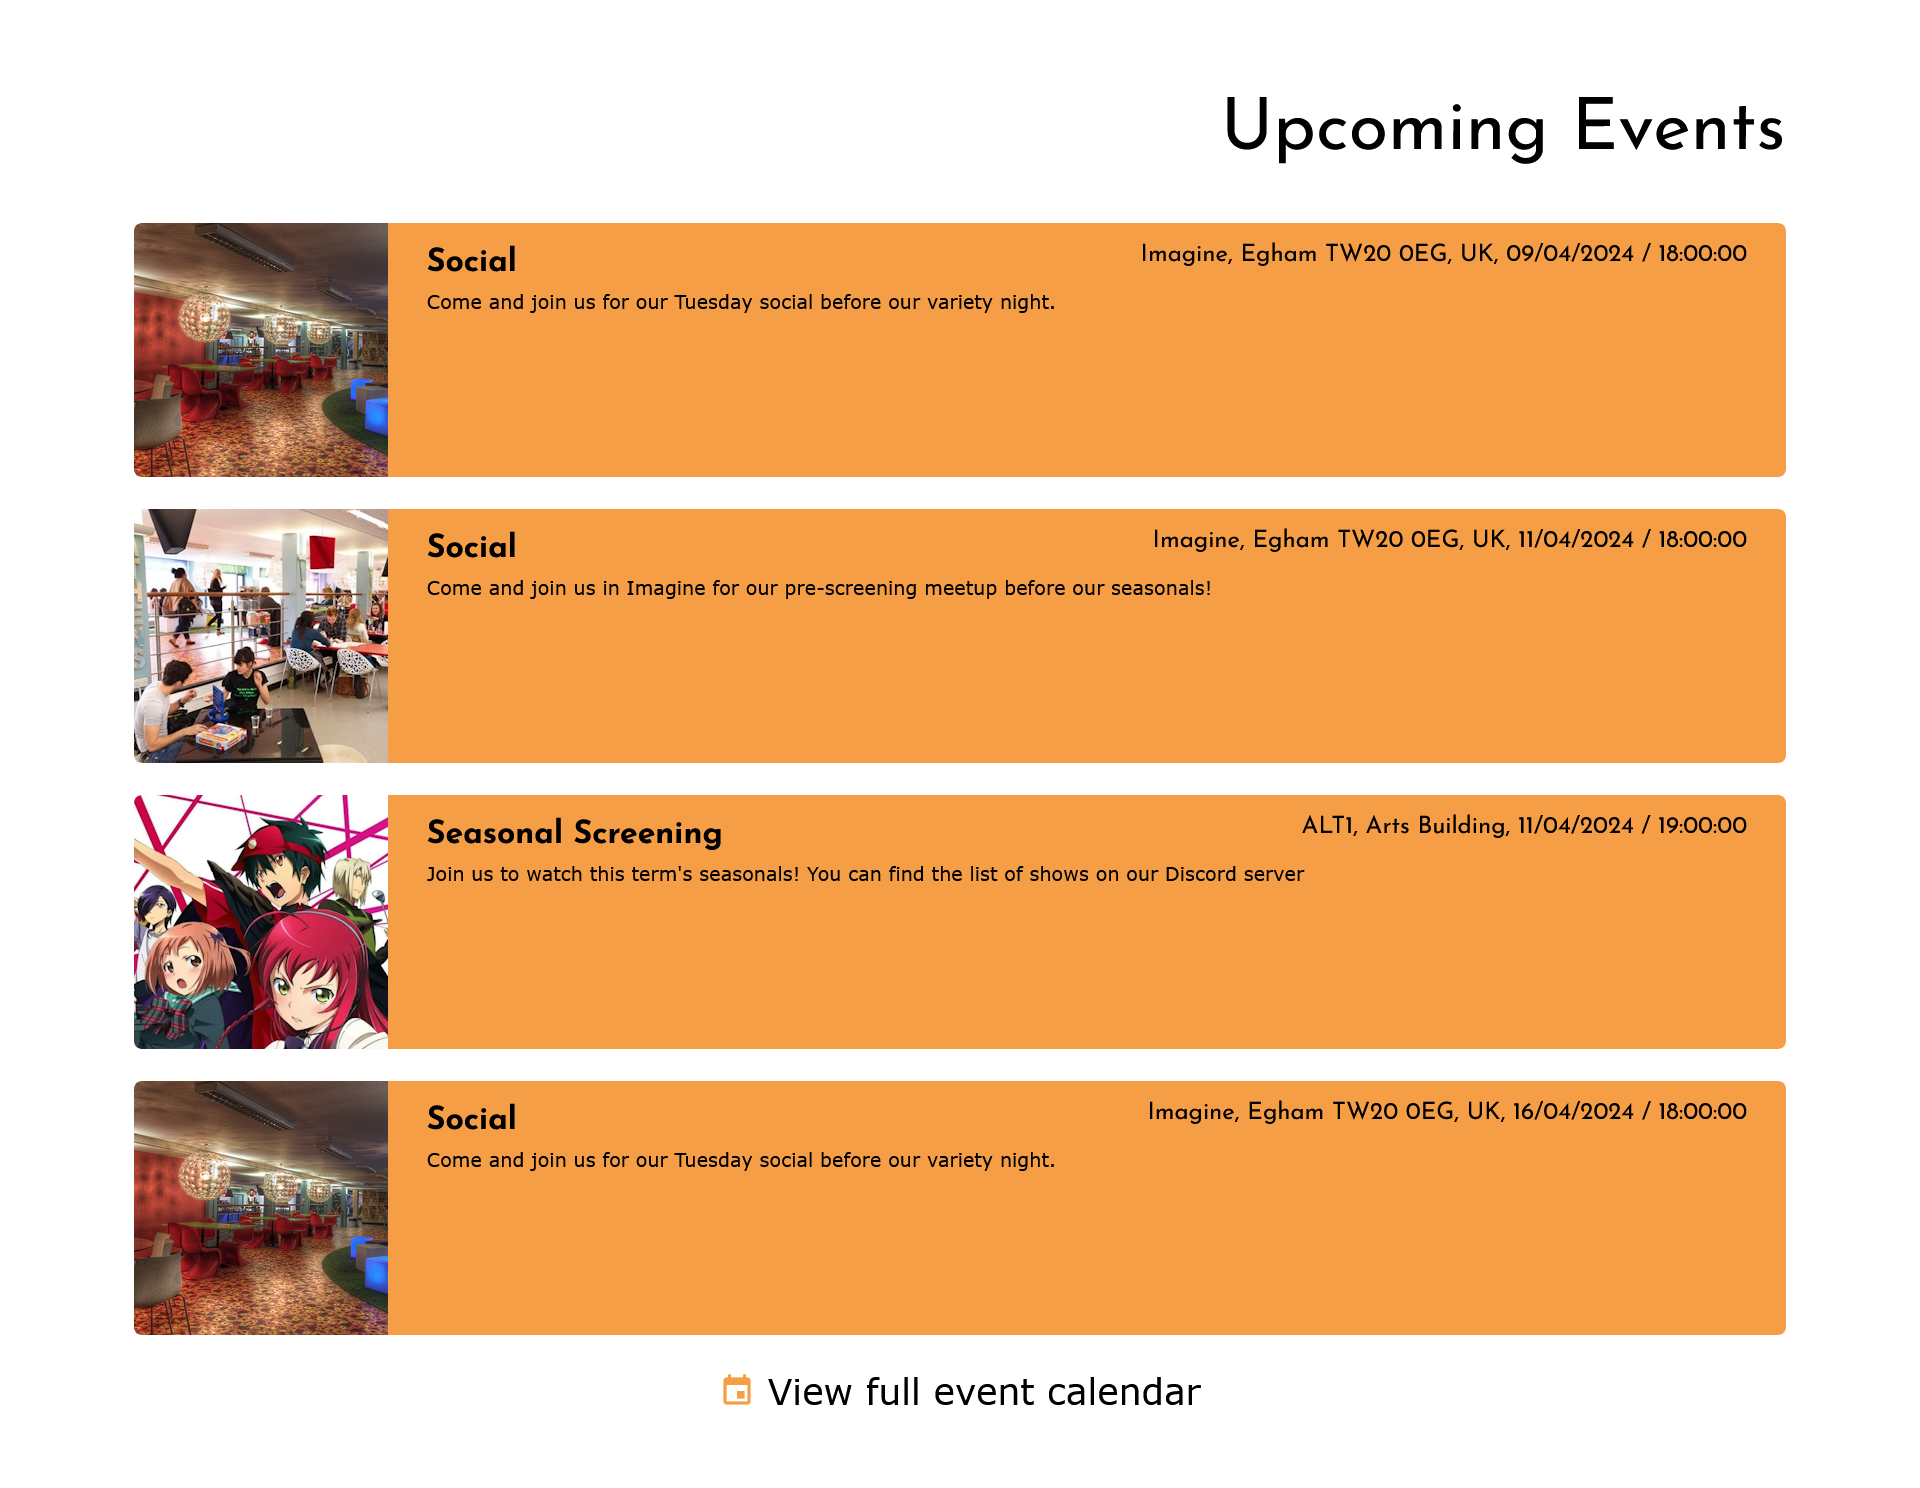 Upcoming Events
Social
Imagine, Egham TW20 0EG, UK, 09/04/2024 / 18:00:00
Come and join us for our Tuesday social before our variety night.
Social
Imagine, Egham TW20 0EG, UK, 11/04/2024 / 18:00:00
Come and join us in Imagine for our pre-screening meetup before our seasonals!
Seasonal Screening
ALT1, Arts Building, 11/04/2024 / 19:00:00
Join us to watch this term's seasonals! You can find the list of shows on our Discord server
Social
Imagine, Egham TW20 0EG, UK, 16/04/2024 / 18:00:00
Come and join us for our Tuesday social before our variety night.
View full event calendar